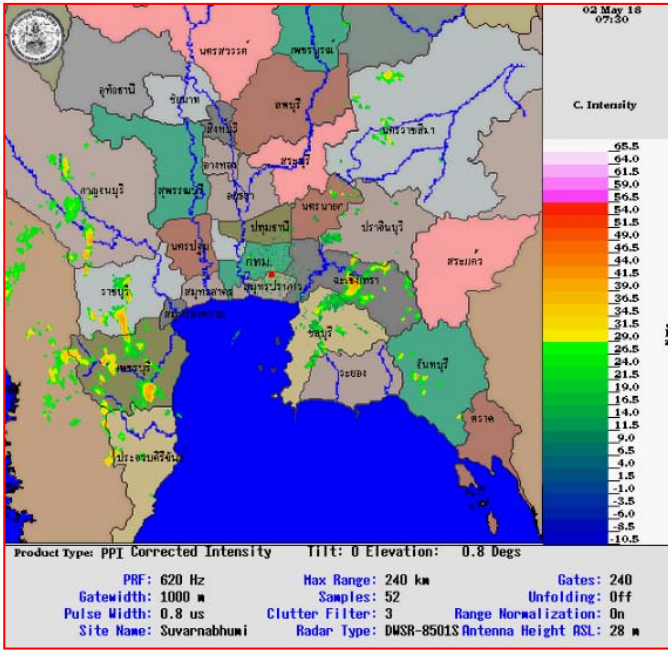 02 May 16
07:30
C. Intensity
65.5
64.0
61.5
59.0
56.5
54.0
51.5
49.0
46.5
44.0
41.5
39.0
36.5
34.0
31.5
29.0
26.5
24.0
21.5
19.0
16.5
14.0
11.5
9.0
6.5
4.0
1.5
-1.0
-3.5
-6.0
-8.5
-10.5
นครสวรรค์
เพชรบูรณ์
อุทัยธานี
ชัยนาท
ลพบุรี
สิงห์บุรี
นครราชสีมา
อ่างทอง
สระบุรี
กาญจนบุรี
สุพรรณบุรี
อยุธยา
นครนายก
ปราจีนบุรี
ปทุมธานี
นครปฐม
กทม.
สระแก้ว
ราชบุรี
สมุทรสาคร
สมุทรปราการ
ฉะเชิงเทรา
ชลบุรี
เพชรบุรี
ระยอง
จันทบุรี
ตราด
ประจวบคีรีขันธ์
Product Type: PPI Corrected Intensity Tilt: 0 Elevation: 0.8 Degs
PRF: 620 Hz Max Range: 240 km Gates: 240
Gatewidth: 1000 m Samples: 52 Unfolding: Off
Pulse Width: 0.8 us Clutter Filter: 3 Range Normalization: On
Site Name: Suvarnabhumi Radar Type: DWSR-8501S Antenna Height ASL: 28 m